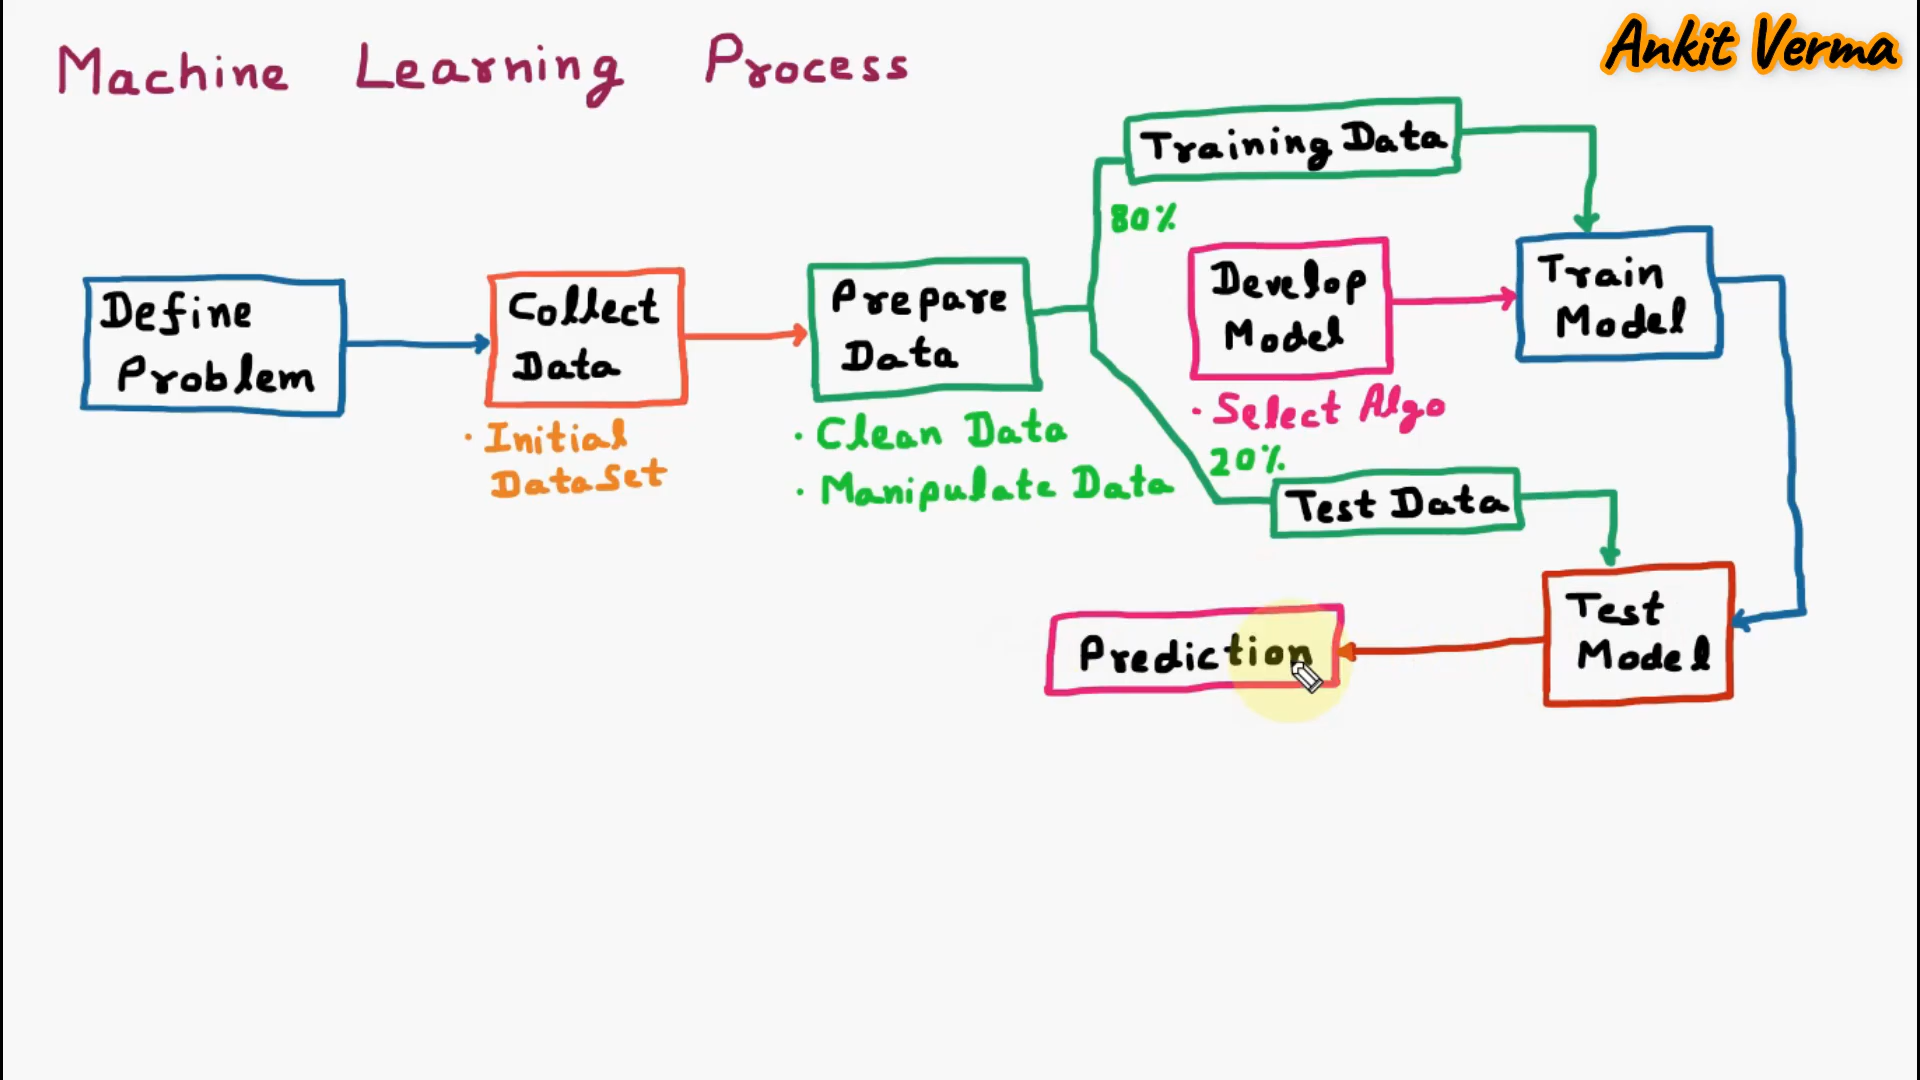 Machine Learning Process
Ankit Verma
Define
Problem
Collect
Data
• Initial
DataSet
Prepare
Data
• Clean Data
• Manipulate Data
80%
Training Data
Develop
Model
• Select Algo
Train
Model
20%
Test Data
Test
Model
Prediction